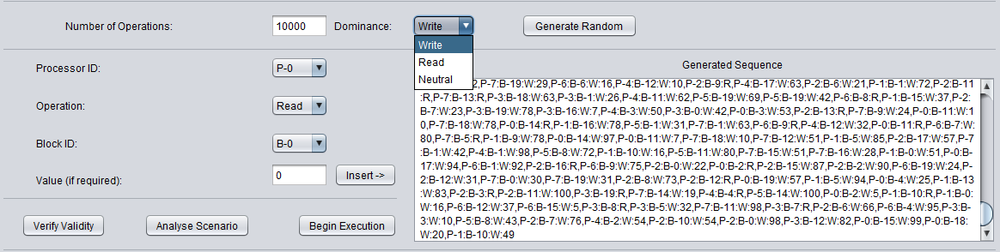 Number of Operations: 10000 Dominance: Write Generate Random
Write
Read
Neutral
Processor ID: P-0
Operation: Read
Block ID: B-0
Value (if required): 0 Insert ->
Verify Validity Analyse Scenario Begin Execution
Generated Sequence
2,P-7:B-19:W:29,P-6:B-6:W:16,P-4:B-12:W:10,P-2:B-9:R,P-4:B-17:W:63,P-2:B-6:W:21,P-1:B-1:W:72,P-2:B-11
:R,P-7:B-13:R,P-3:B-18:W:63,P-3:B-1:W:26,P-4:B-11:W:62,P-5:B-19:W:69,P-5:B-19:W:42,P-6:B-8:R,P-1:B-15:W:37,P-2:
B-7:W:23,P-3:B-19:W:78,P-3:B-16:W:7,P-4:B-3:W:50,P-3:B-0:W:42,P-0:B-3:W:53,P-2:B-13:R,P-7:B-9:W:24,P-0:B-11:W:1
0,P-7:B-18:W:78,P-0:B-14:R,P-1:B-16:W:78,P-5:B-1:W:31,P-7:B-1:W:63,P-6:B-9:R,P-4:B-12:W:32,P-0:B-11:R,P-6:B-7:W:
80,P-7:B-5:R,P-1:B-9:W:78,P-0:B-14:W:97,P-0:B-11:W:7,P-7:B-18:W:10,P-7:B-12:W:51,P-1:B-5:W:85,P-2:B-17:W:57,P-7
:B-1:W:42,P-4:B-1:W:98,P-5:B-8:W:72,P-1:B-10:W:16,P-5:B-11:W:80,P-7:B-15:W:51,P-7:B-16:W:28,P-1:B-0:W:51,P-0:B-
17:W:94,P-6:B-1:W:92,P-2:B-16:R,P-6:B-9:W:75,P-2:B-0:W:22,P-0:B-2:R,P-2:B-15:W:87,P-2:B-2:W:90,P-6:B-19:W:24,P-
2:B-12:W:31,P-7:B-0:W:30,P-7:B-19:W:31,P-2:B-8:W:73,P-2:B-12:R,P-0:B-19:W:57,P-1:B-5:W:94,P-0:B-4:W:25,P-1:B-13
:W:83,P-2:B-3:R,P-2:B-11:W:100,P-3:B-19:R,P-7:B-14:W:19,P-4:B-4:R,P-5:B-14:W:100,P-0:B-2:W:5,P-1:B-10:R,P-1:B-0:
W:16,P-6:B-12:W:37,P-6:B-15:W:5,P-3:B-8:R,P-3:B-5:W:32,P-7:B-11:W:98,P-3:B-7:R,P-2:B-6:W:66,P-6:B-4:W:95,P-3:B-
3:W:10,P-5:B-8:W:43,P-2:B-7:W:76,P-4:B-2:W:54,P-2:B-10:W:54,P-2:B-0:W:98,P-3:B-12:W:82,P-0:B-15:W:99,P-0:B-18:
W:20,P-1:B-10:W:49